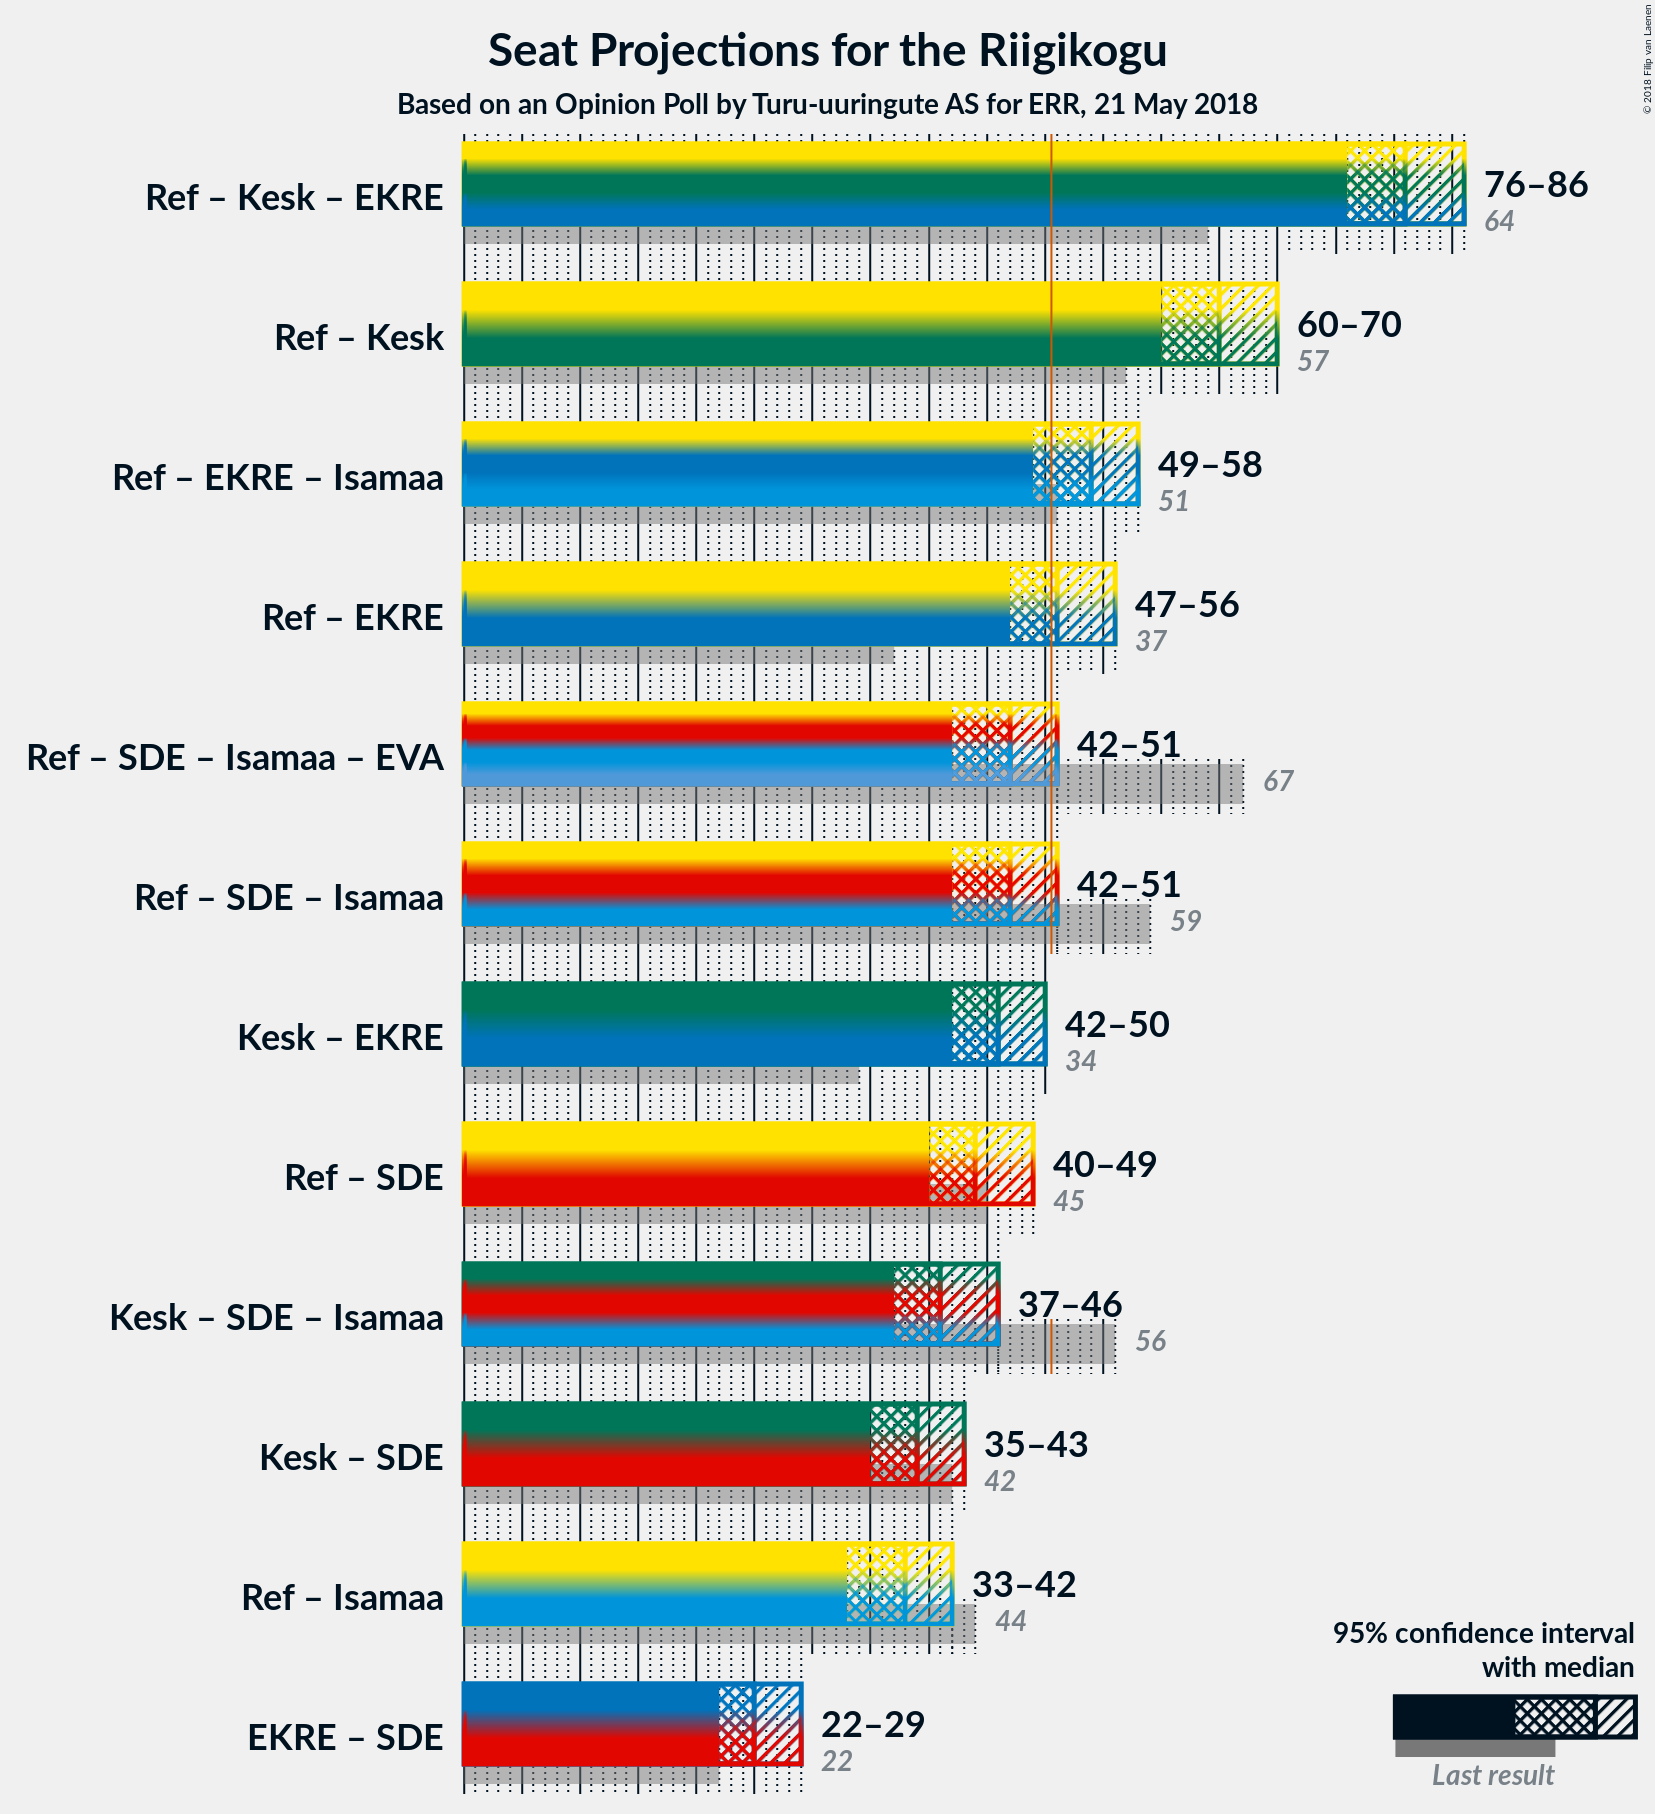 Seat Projections for the Riigikogu
Based on an Opinion Poll by Turu-uuringute AS for ERR, 21 May 2018
© 2018 Filip van Laenen
Ref – Kesk – EKRE
76–86
64
Ref – Kesk
60–70
57
Ref – EKRE – Isamaa
49–58
51
Ref – EKRE
47–56
37
Ref – SDE – Isamaa – EVA
42–51
67
Ref – SDE – Isamaa
42–51
59
Kesk – EKRE
42–50
34
Ref – SDE
40–49
45
Kesk – SDE – Isamaa
37–46
56
Kesk – SDE
35–43
42
Ref – Isamaa
33–42
44
EKRE – SDE
22–29
22
95% confidence interval
with median
Last result